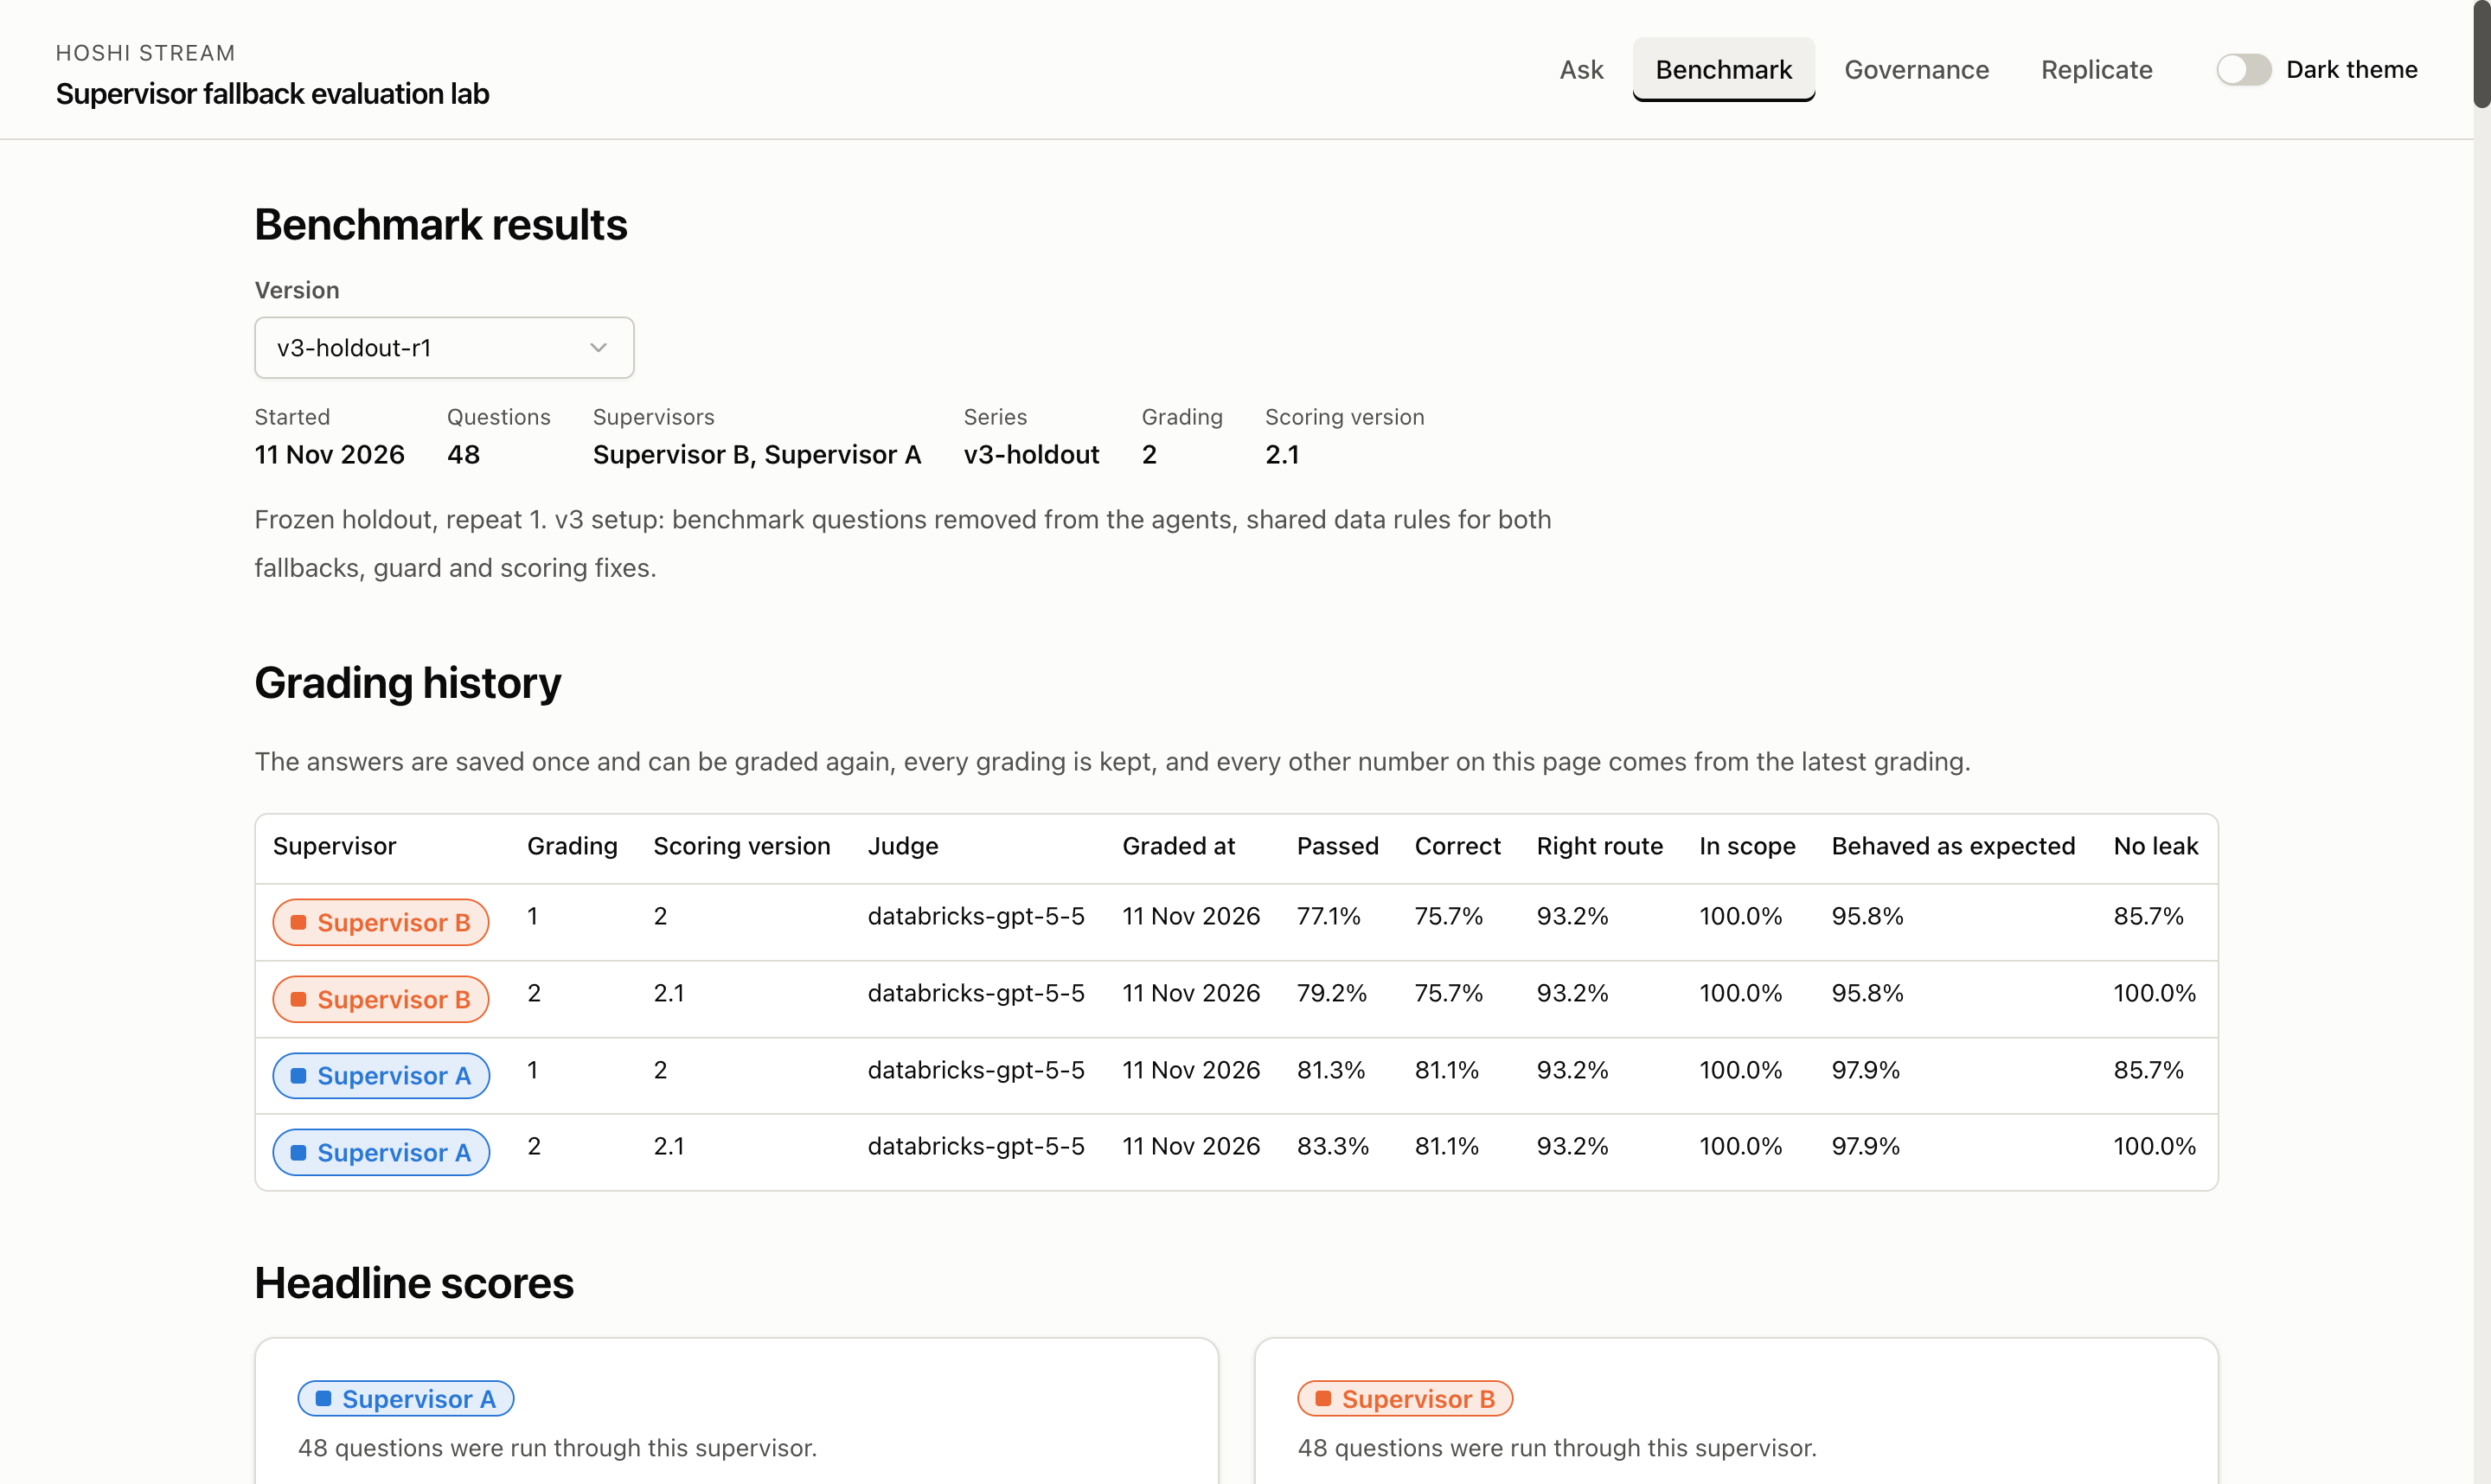 HOSHI STREAM
Supervisor fallback evaluation lab
Ask Benchmark Governance Replicate Dark theme
Benchmark results
Version
v3-holdout-r1
Started Questions Supervisors Series Grading Scoring version
11 Nov 2026 48 Supervisor B, Supervisor A v3-holdout 2 2.1
Frozen holdout, repeat 1. v3 setup: benchmark questions removed from the agents, shared data rules for both
fallbacks, guard and scoring fixes.
Grading history
The answers are saved once and can be graded again, every grading is kept, and every other number on this page comes from the latest grading.
Supervisor Grading Scoring version Judge Graded at Passed Correct Right route In scope Behaved as expected No leak
Supervisor B 1 2 databricks-gpt-5-5 11 Nov 2026 77.1% 75.7% 93.2% 100.0% 95.8% 85.7%
Supervisor B 2 2.1 databricks-gpt-5-5 11 Nov 2026 79.2% 75.7% 93.2% 100.0% 95.8% 100.0%
Supervisor A 1 2 databricks-gpt-5-5 11 Nov 2026 81.3% 81.1% 93.2% 100.0% 97.9% 85.7%
Supervisor A 2 2.1 databricks-gpt-5-5 11 Nov 2026 83.3% 81.1% 93.2% 100.0% 97.9% 100.0%
Headline scores
Supervisor A
48 questions were run through this supervisor.
Supervisor B
48 questions were run through this supervisor.